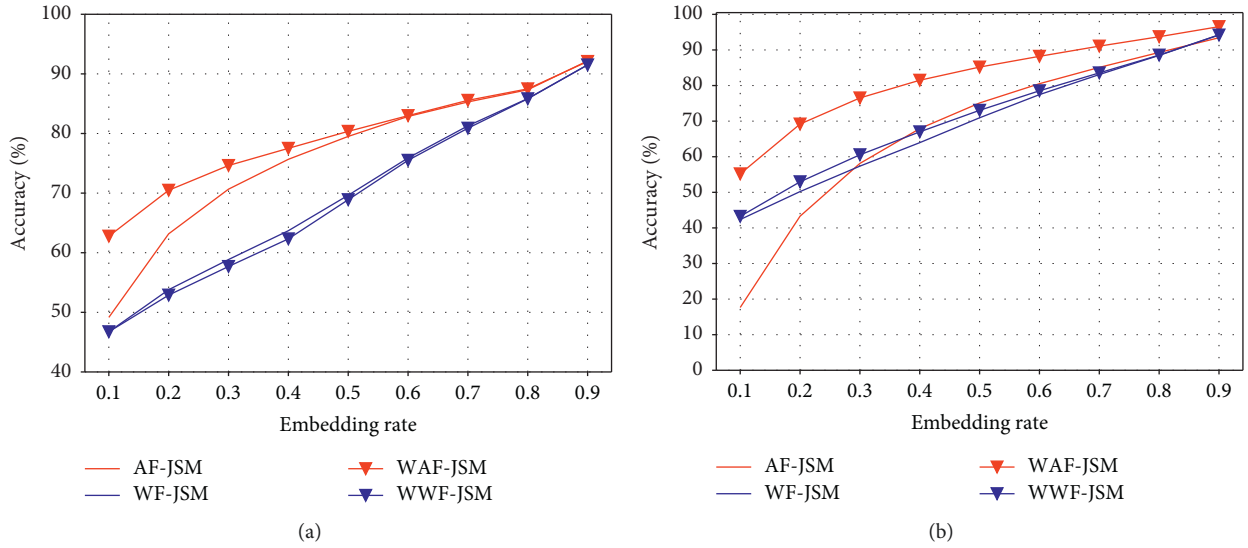 100
90
80
70
60
50
40
Accuracy (%)
0.1 0.2 0.3 0.4 0.5 0.6 0.7 0.8 0.9
Embedding rate
AF-JSM WAF-JSM
WF-JSM WWF-JSM
(a)
100
90
80
70
60
50
40
30
20
10
0
Accuracy (%)
0.1 0.2 0.3 0.4 0.5 0.6 0.7 0.8 0.9
Embedding rate
AF-JSM WAF-JSM
WF-JSM WWF-JSM
(b)